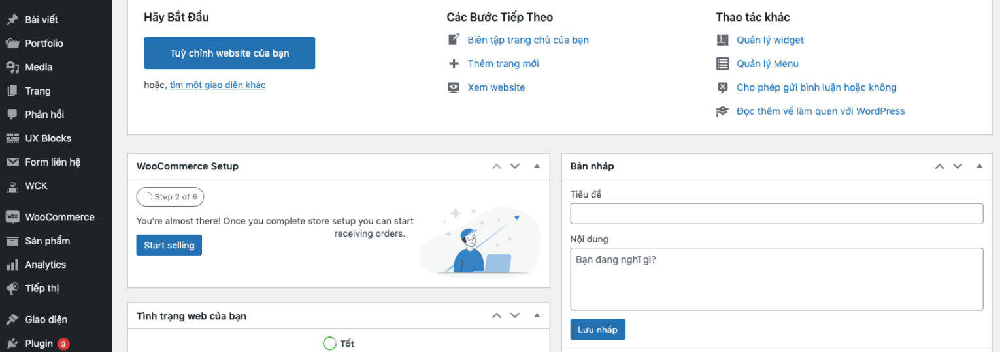 Bài viết
Portfolio
Media
Trang
Phản hồi
UX Blocks
Form liên hệ
WCK
WooCommerce
Sản phẩm
Analytics
Tiếp thị
Giao diện
Plugin 3
Hãy Bắt Đầu
Tuỳ chỉnh website của bạn
hoặc, tìm một giao diện khác
Các Bước Tiếp Theo
Biên tập trang chủ của bạn
Thêm trang mới
Xem website
Thao tác khác
Quản lý widget
Quản lý Menu
Cho phép gửi bình luận hoặc không
Đọc thêm về làm quen với WordPress
WooCommerce Setup
Step 2 of 6
You're almost there! Once you complete store setup you can start
receiving orders.
Start selling
Tình trạng web của bạn
Tốt
Bản nháp
Tiêu đề
Nội dung
Bạn đang nghĩ gì?
Lưu nháp